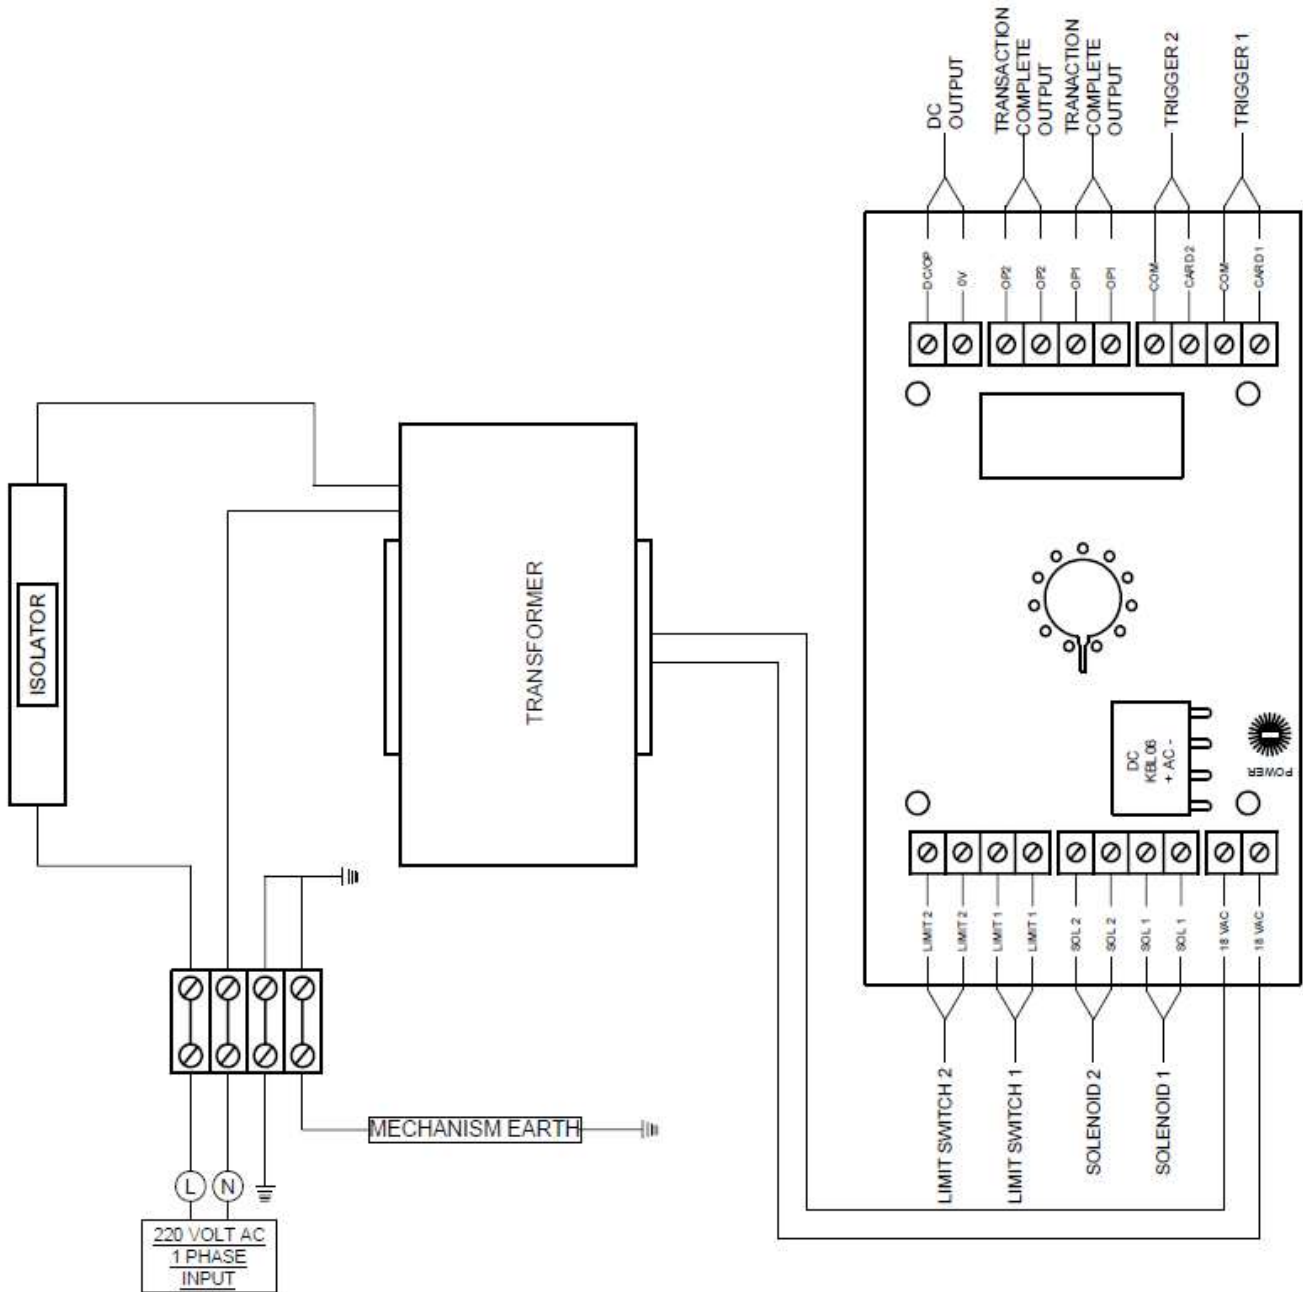 DC
OUTPUT
TRANSACTION
COMPLETE
OUTPUT
TRANACTION
COMPLETE
OUTPUT
TRIGGER 2
TRIGGER 1
DC/OP
0V
OP2
OP2
OP1
OP1
COM
CARD 2
COM
CARD 1
ISOLATOR
TRANSFORMER
DC
KBL06
+ AC -
POWER
LIMIT 2
LIMIT 2
LIMIT 1
LIMIT 1
SOL 2
SOL 2
SOL 1
SOL 1
18 VAC
18 VAC
LIMIT SWITCH 2
LIMIT SWITCH 1
SOLENOID 2
SOLENOID 1
MECHANISM EARTH
L
N
220 VOLT AC
1 PHASE
INPUT